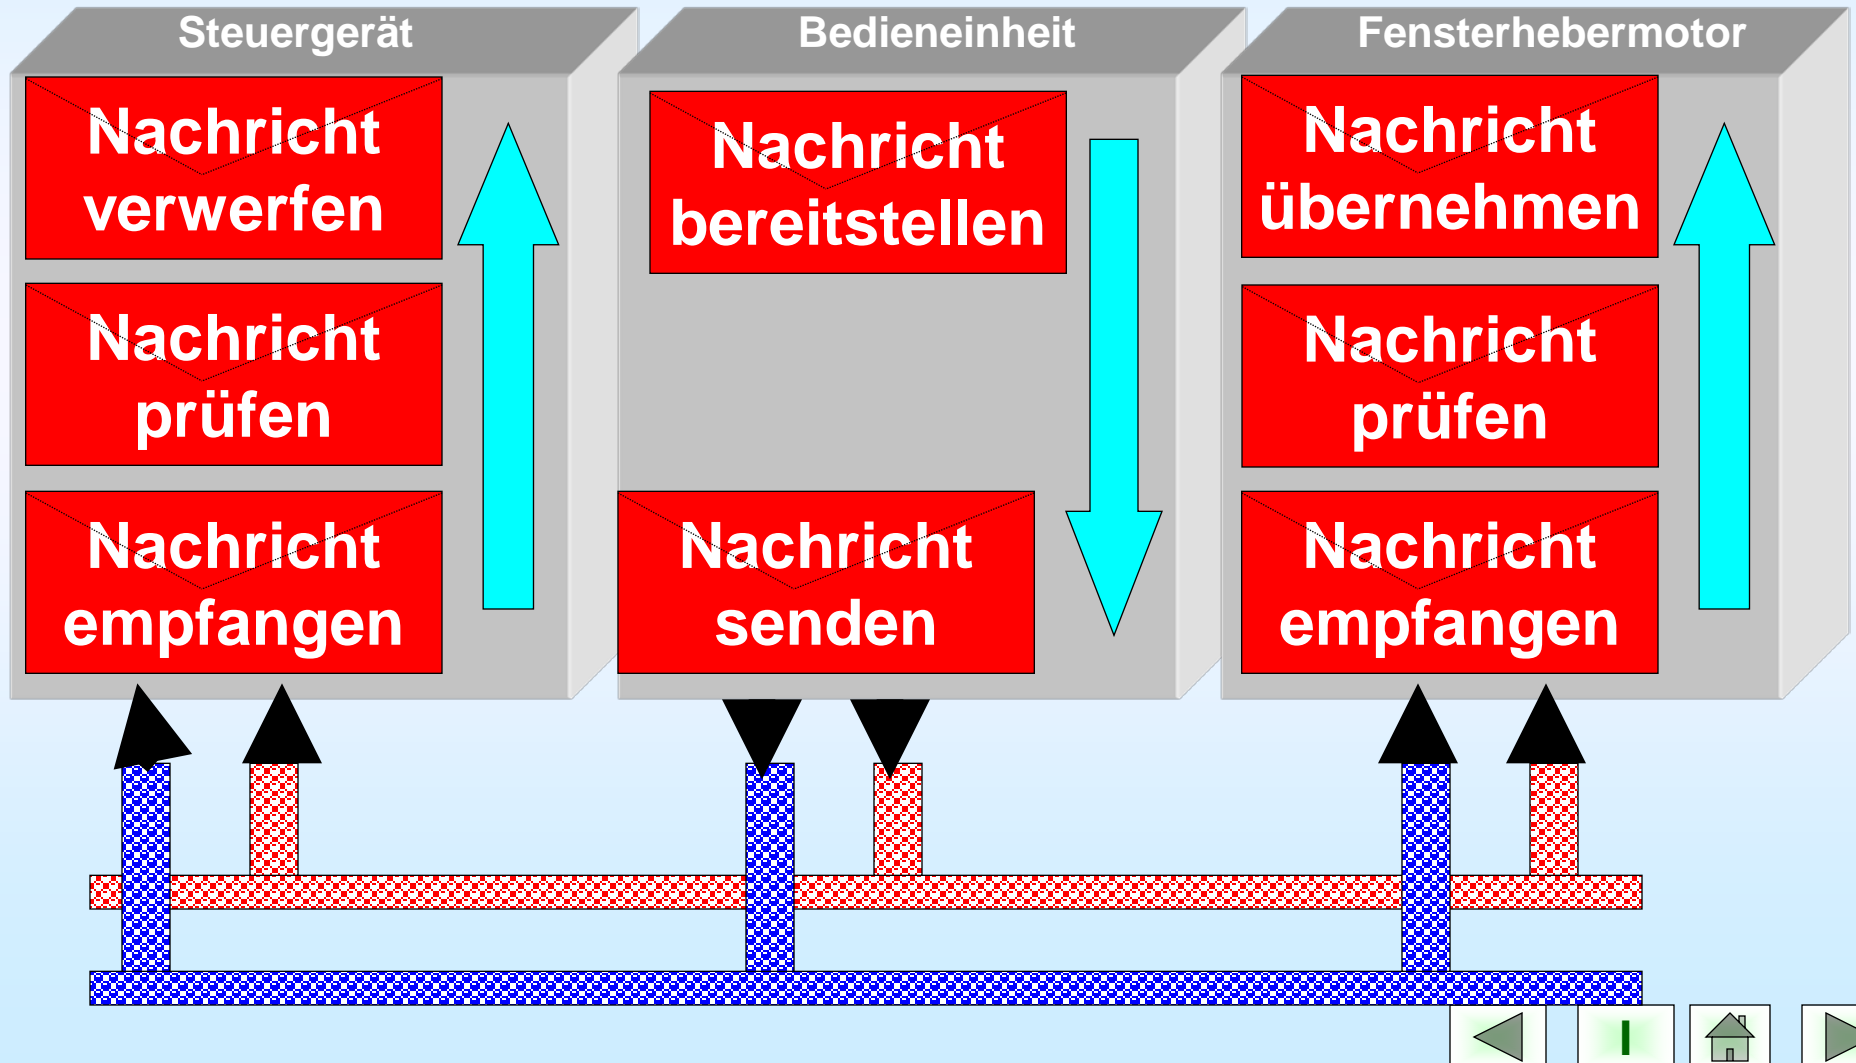 Steuergerät
Nachricht
verwerfen
Nachricht
prüfen
Nachricht
empfangen
Bedieneinheit
Nachricht
bereitstellen
Nachricht
senden
Fensterhebermotor
Nachricht
übernehmen
Nachricht
prüfen
Nachricht
empfangen
I